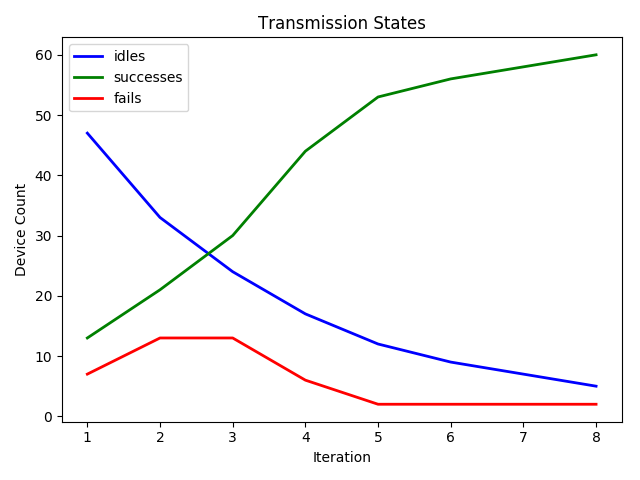 Transmission States
idles
successes
fails
Device Count
60
50
40
30
20
10
0
1 2 3 4 5 6 7 8
Iteration